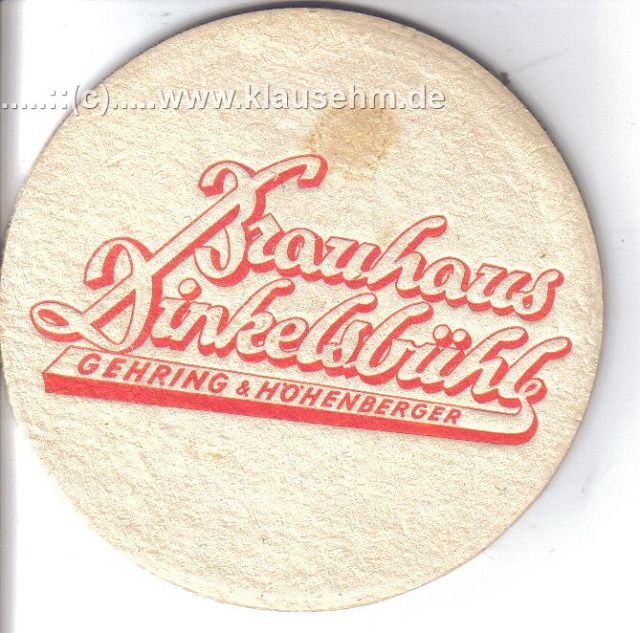 .....::(c).....www.klausehm.de
Brauhaus
Dinkelsbühl
GEHRING & HÖHENBERGER